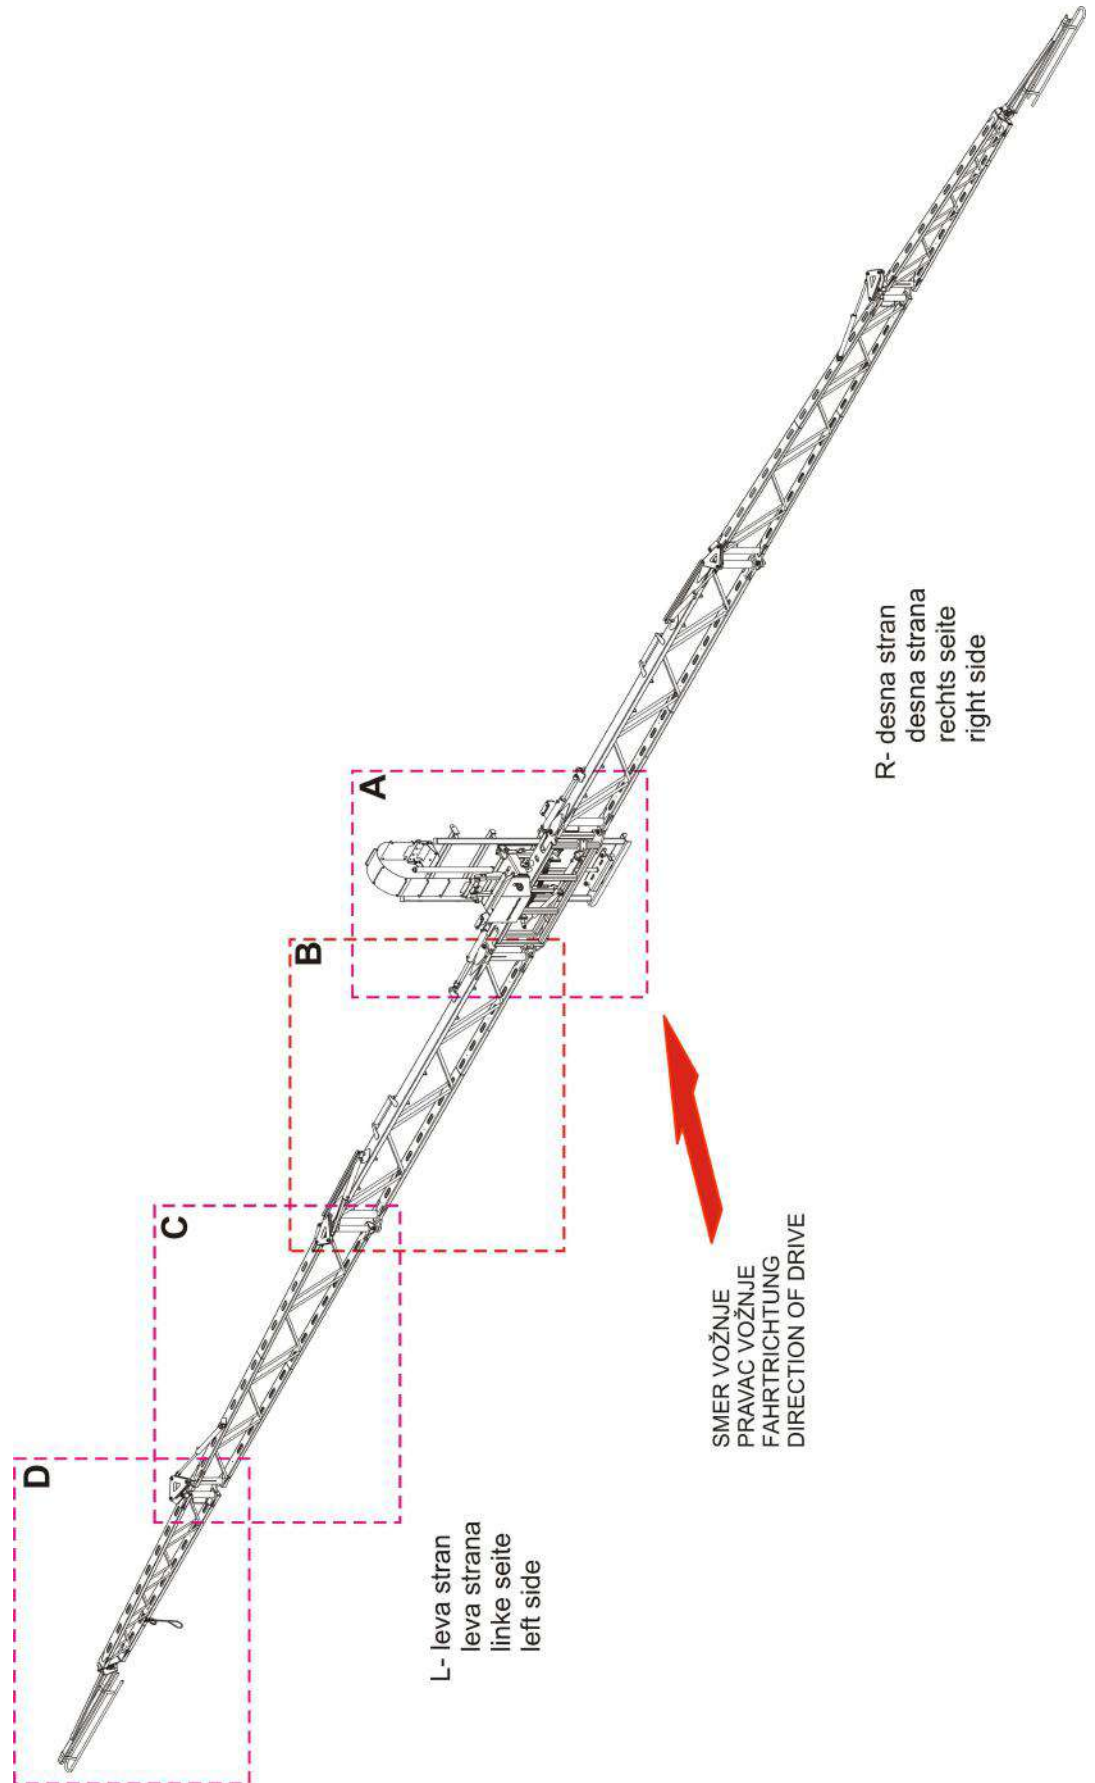 D
C
B
A
L- leva stran
leva strana
linke seite
left side
SMER VOŽNJE
PRAVAC VOŽNJE
FAHRTRICHTUNG
DIRECTION OF DRIVE
R- desna stran
desna strana
rechts seite
right side